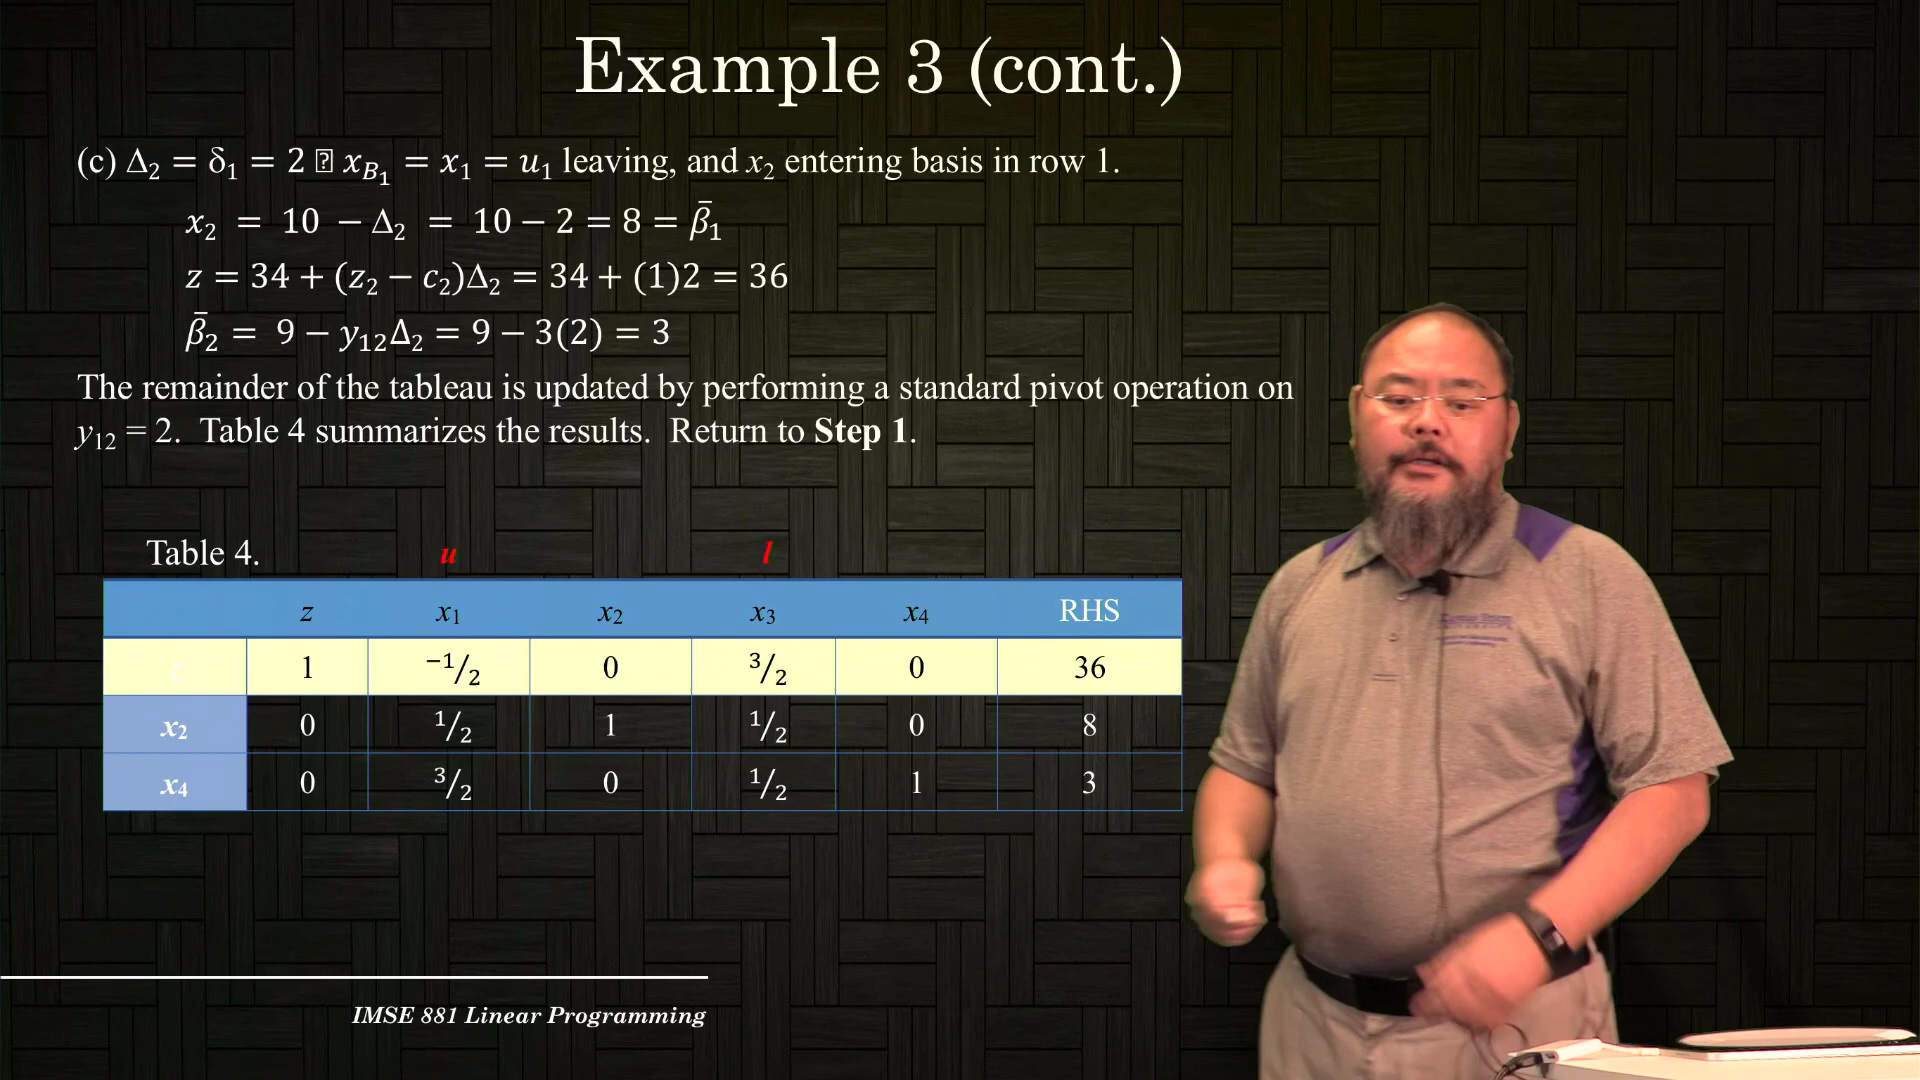 Example 3 (cont.)
(c) Δ₂ = δ₁ = 2 ⍰ x_B₁ = x₁ = u₁ leaving, and x₂ entering basis in row 1.
x₂ = 10 − Δ₂ = 10 − 2 = 8 = β̄₁
z = 34 + (z₂ − c₂)Δ₂ = 34 + (1)2 = 36
β̄₂ = 9 − y₁₂Δ₂ = 9 − 3(2) = 3
The remainder of the tableau is updated by performing a standard pivot operation on
y₁₂ = 2. Table 4 summarizes the results. Return to Step 1.
Table 4. u l
z x₁ x₂ x₃ x₄ RHS
z 1 −1/2 0 3/2 0 36
x₂ 0 1/2 1 1/2 0 8
x₄ 0 3/2 0 1/2 1 3
IMSE 881 Linear Programming